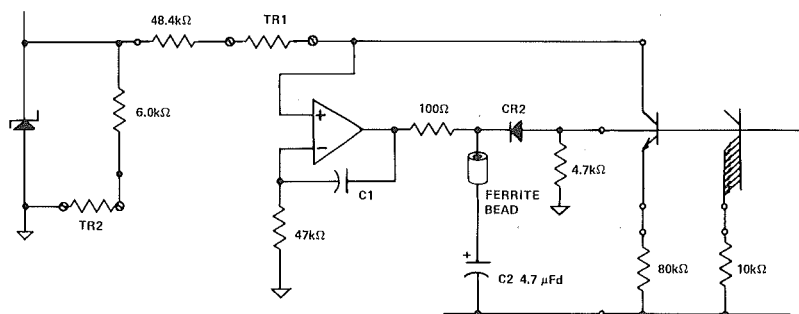 48.4kΩ
TR1
6.0kΩ
TR2
+
−
C1
47kΩ
100Ω
CR2
4.7kΩ
FERRITE
BEAD
+
C2 4.7 μFd
80kΩ
10kΩ